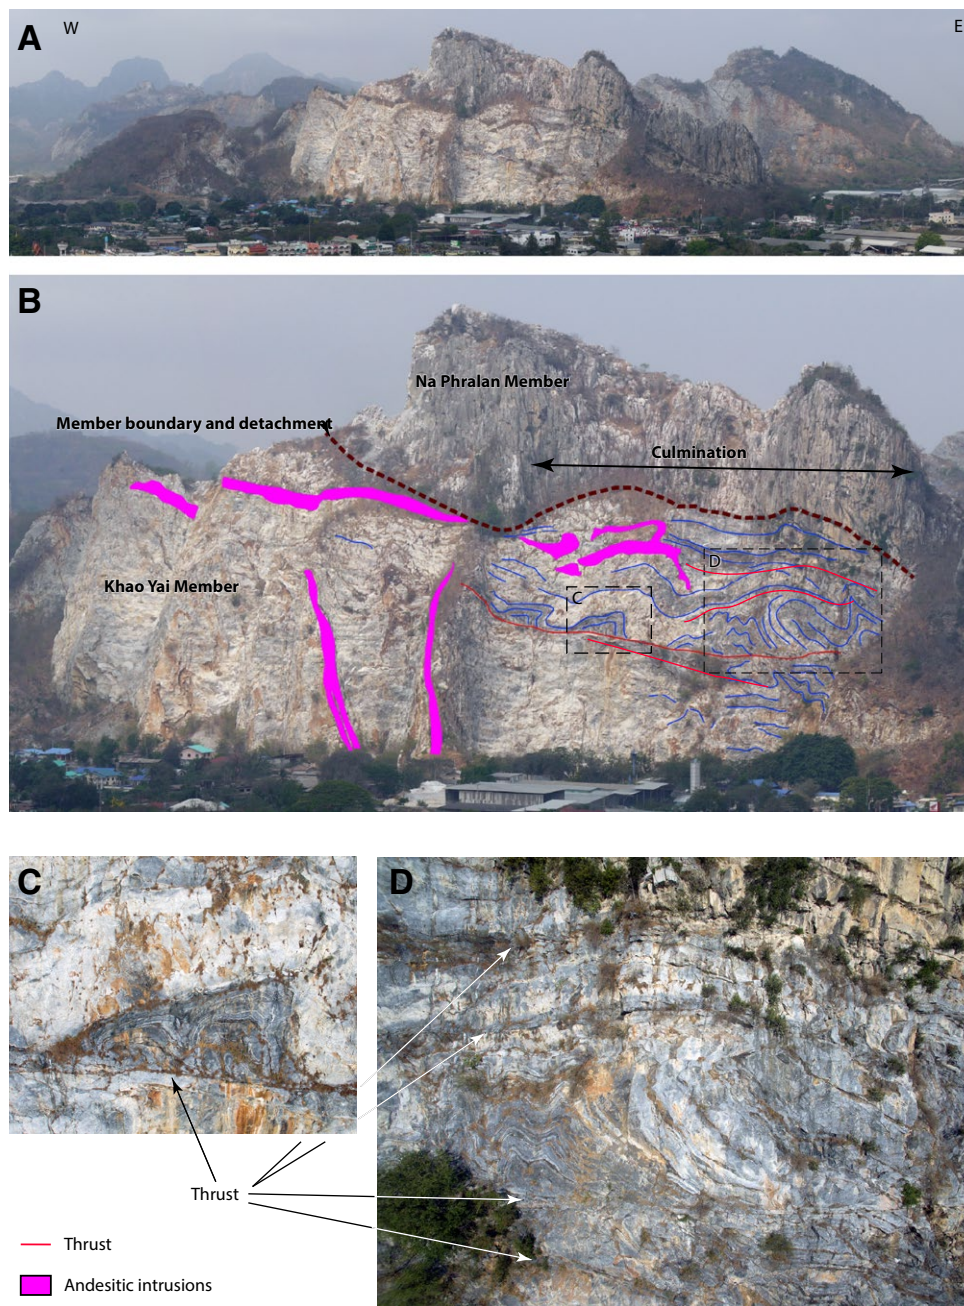 A
W
E
B
Na Phralan Member
Member boundary and detachment
Culmination
D
Khao Yai Member
C
C
D
Thrust
Thrust
Andesitic intrusions